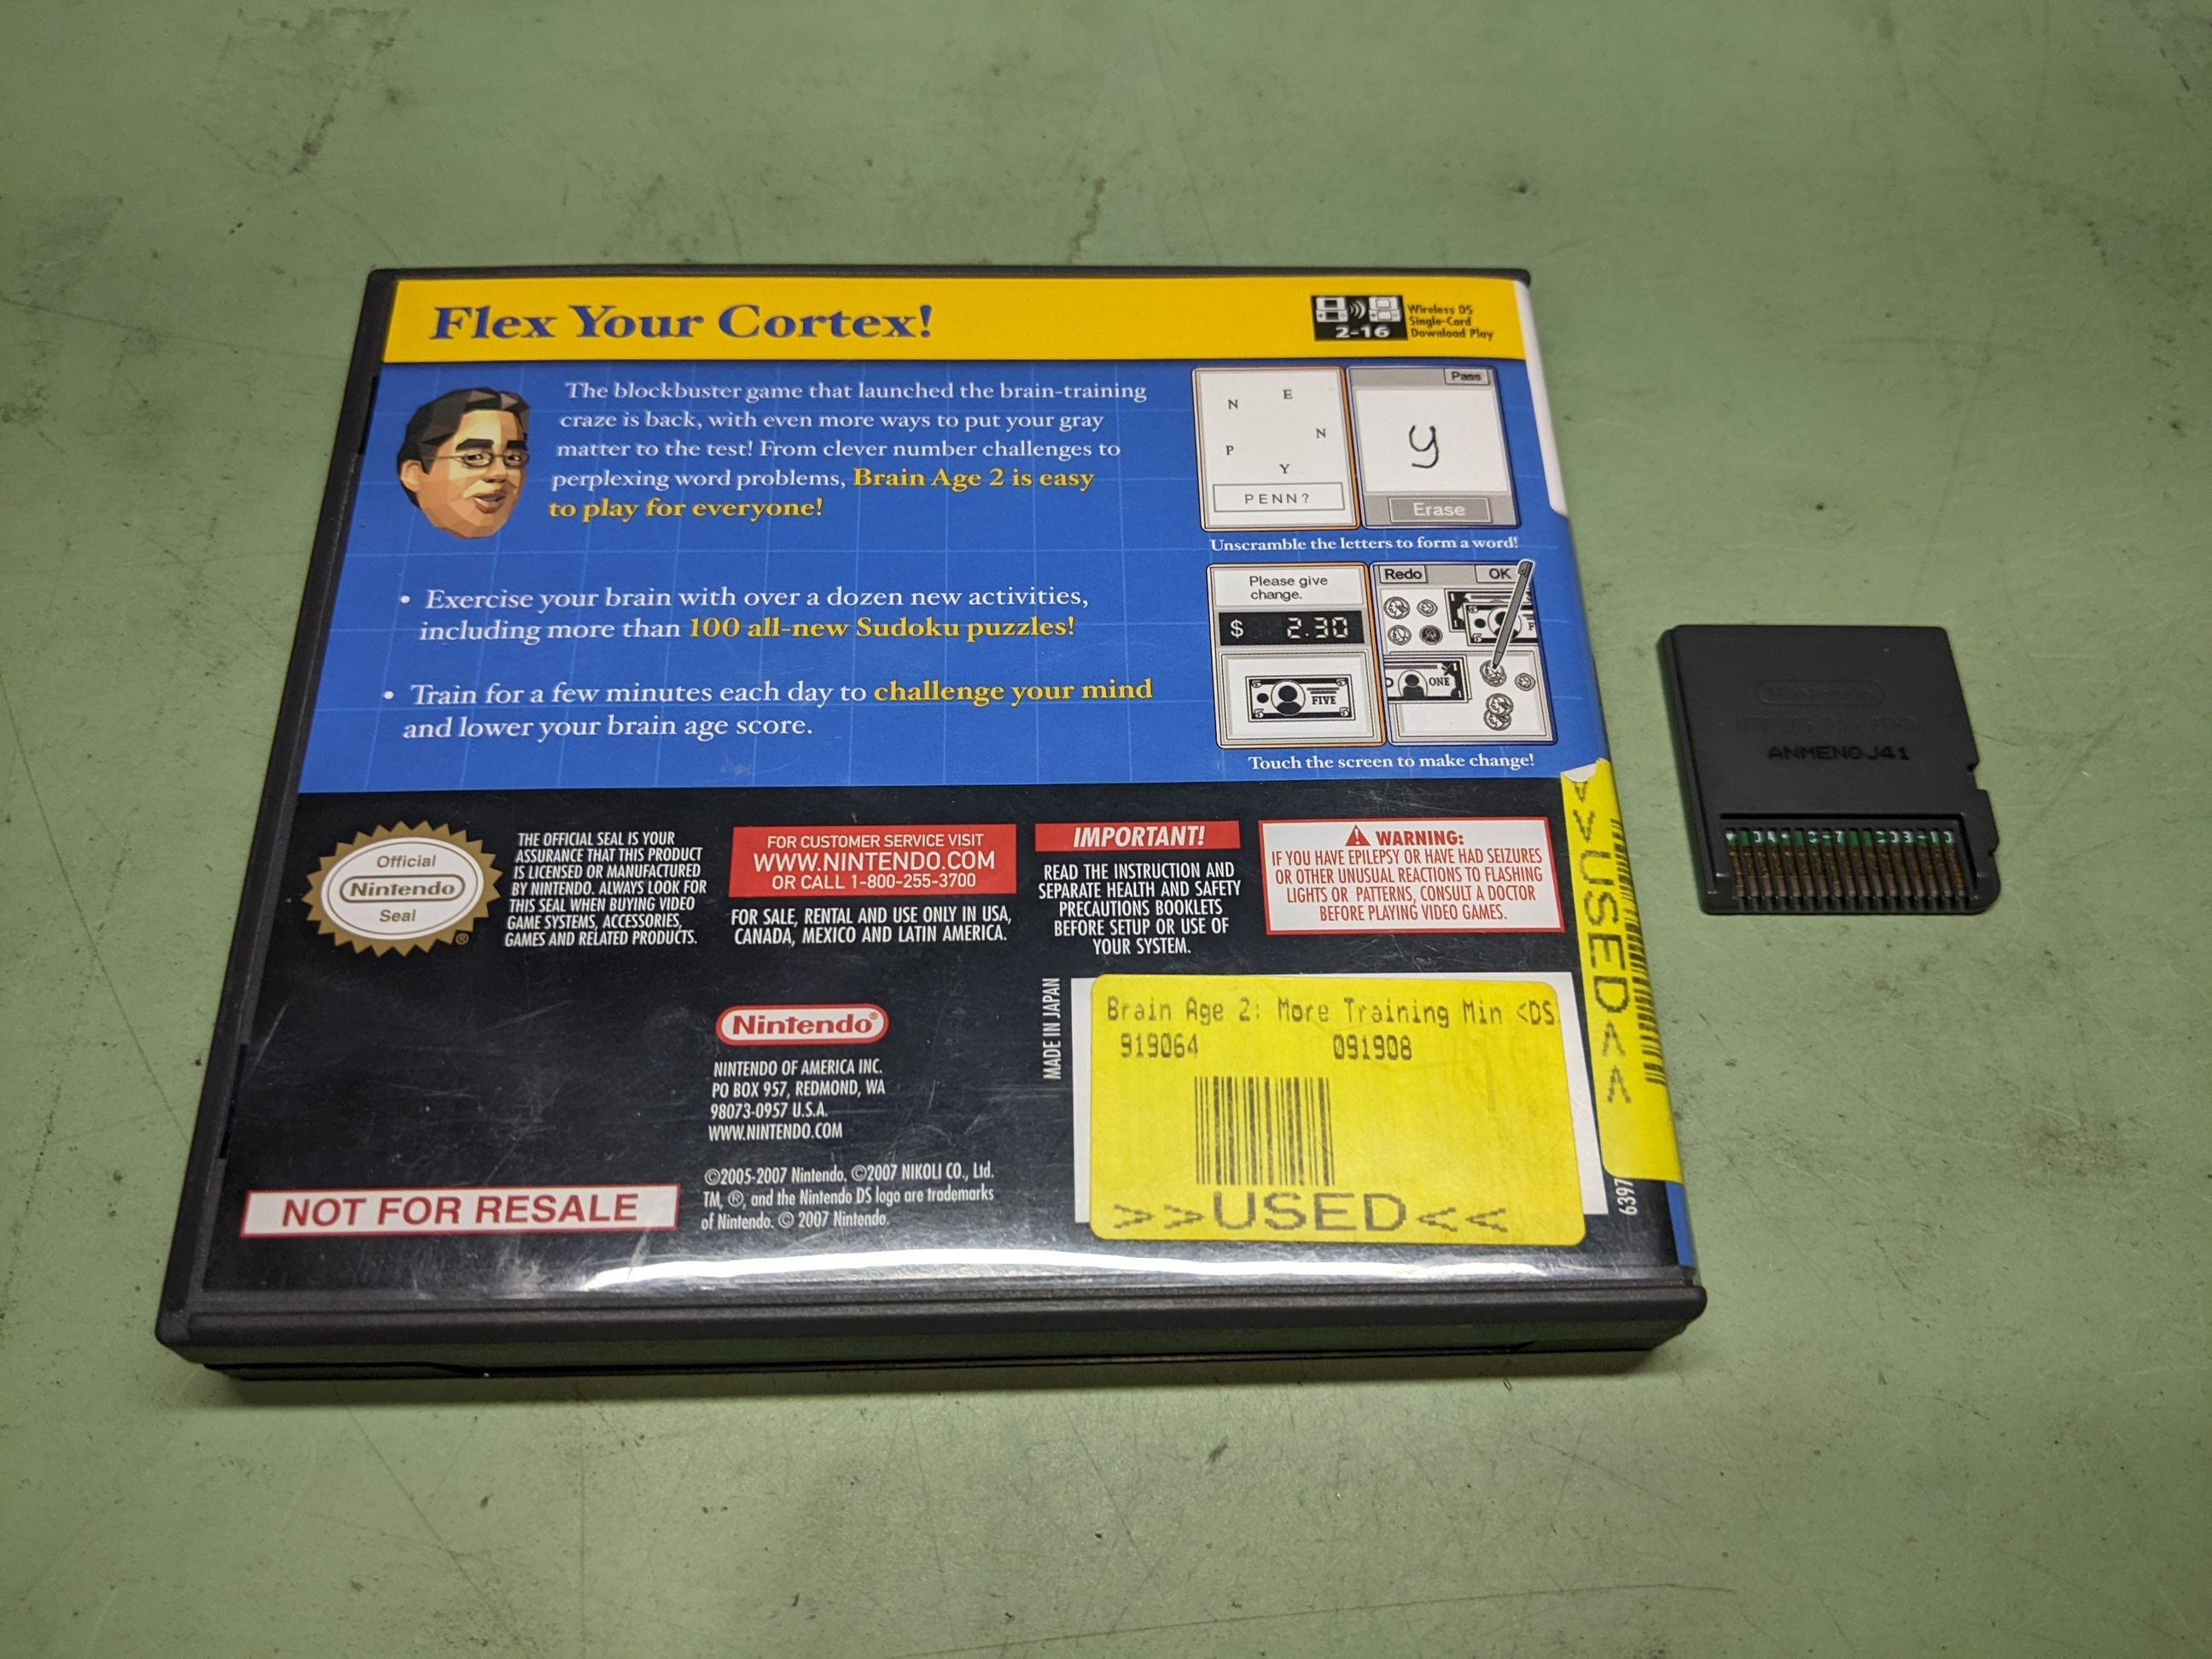 Flex Your Cortex!
2-16
Wireless DS
Single-Card
Download Play
The blockbuster game that launched the brain-training
craze is back, with even more ways to put your gray
matter to the test! From clever number challenges to
perplexing word problems, Brain Age 2 is easy
to play for everyone!
• Exercise your brain with over a dozen new activities,
including more than 100 all-new Sudoku puzzles!
• Train for a few minutes each day to challenge your mind
and lower your brain age score.
N E
N
P
Y
PENN?
Pass
y
Erase
Unscramble the letters to form a word!
Please give
change.
$ 2.30
FIVE
Redo OK
ONE
Touch the screen to make change!
Official
Nintendo
Seal
®
THE OFFICIAL SEAL IS YOUR
ASSURANCE THAT THIS PRODUCT
IS LICENSED OR MANUFACTURED
BY NINTENDO. ALWAYS LOOK FOR
THIS SEAL WHEN BUYING VIDEO
GAME SYSTEMS, ACCESSORIES,
GAMES AND RELATED PRODUCTS.
FOR CUSTOMER SERVICE VISIT
WWW.NINTENDO.COM
OR CALL 1-800-255-3700
FOR SALE, RENTAL AND USE ONLY IN USA,
CANADA, MEXICO AND LATIN AMERICA.
IMPORTANT!
READ THE INSTRUCTION AND
SEPARATE HEALTH AND SAFETY
PRECAUTIONS BOOKLETS
BEFORE SETUP OR USE OF
YOUR SYSTEM.
WARNING:
IF YOU HAVE EPILEPSY OR HAVE HAD SEIZURES
OR OTHER UNUSUAL REACTIONS TO FLASHING
LIGHTS OR PATTERNS, CONSULT A DOCTOR
BEFORE PLAYING VIDEO GAMES.
Nintendo®
NINTENDO OF AMERICA INC.
PO BOX 957, REDMOND, WA
98073-0957 U.S.A.
WWW.NINTENDO.COM
©2005-2007 Nintendo. ©2007 NIKOLI CO., Ltd.
TM, ®, and the Nintendo DS logo are trademarks
of Nintendo. © 2007 Nintendo.
NOT FOR RESALE
MADE IN JAPAN
Brain Age 2: More Training Min <DS
919064 091908
>>USED<<
>>USED<<
6397
Nintendo
ANMEN0J41